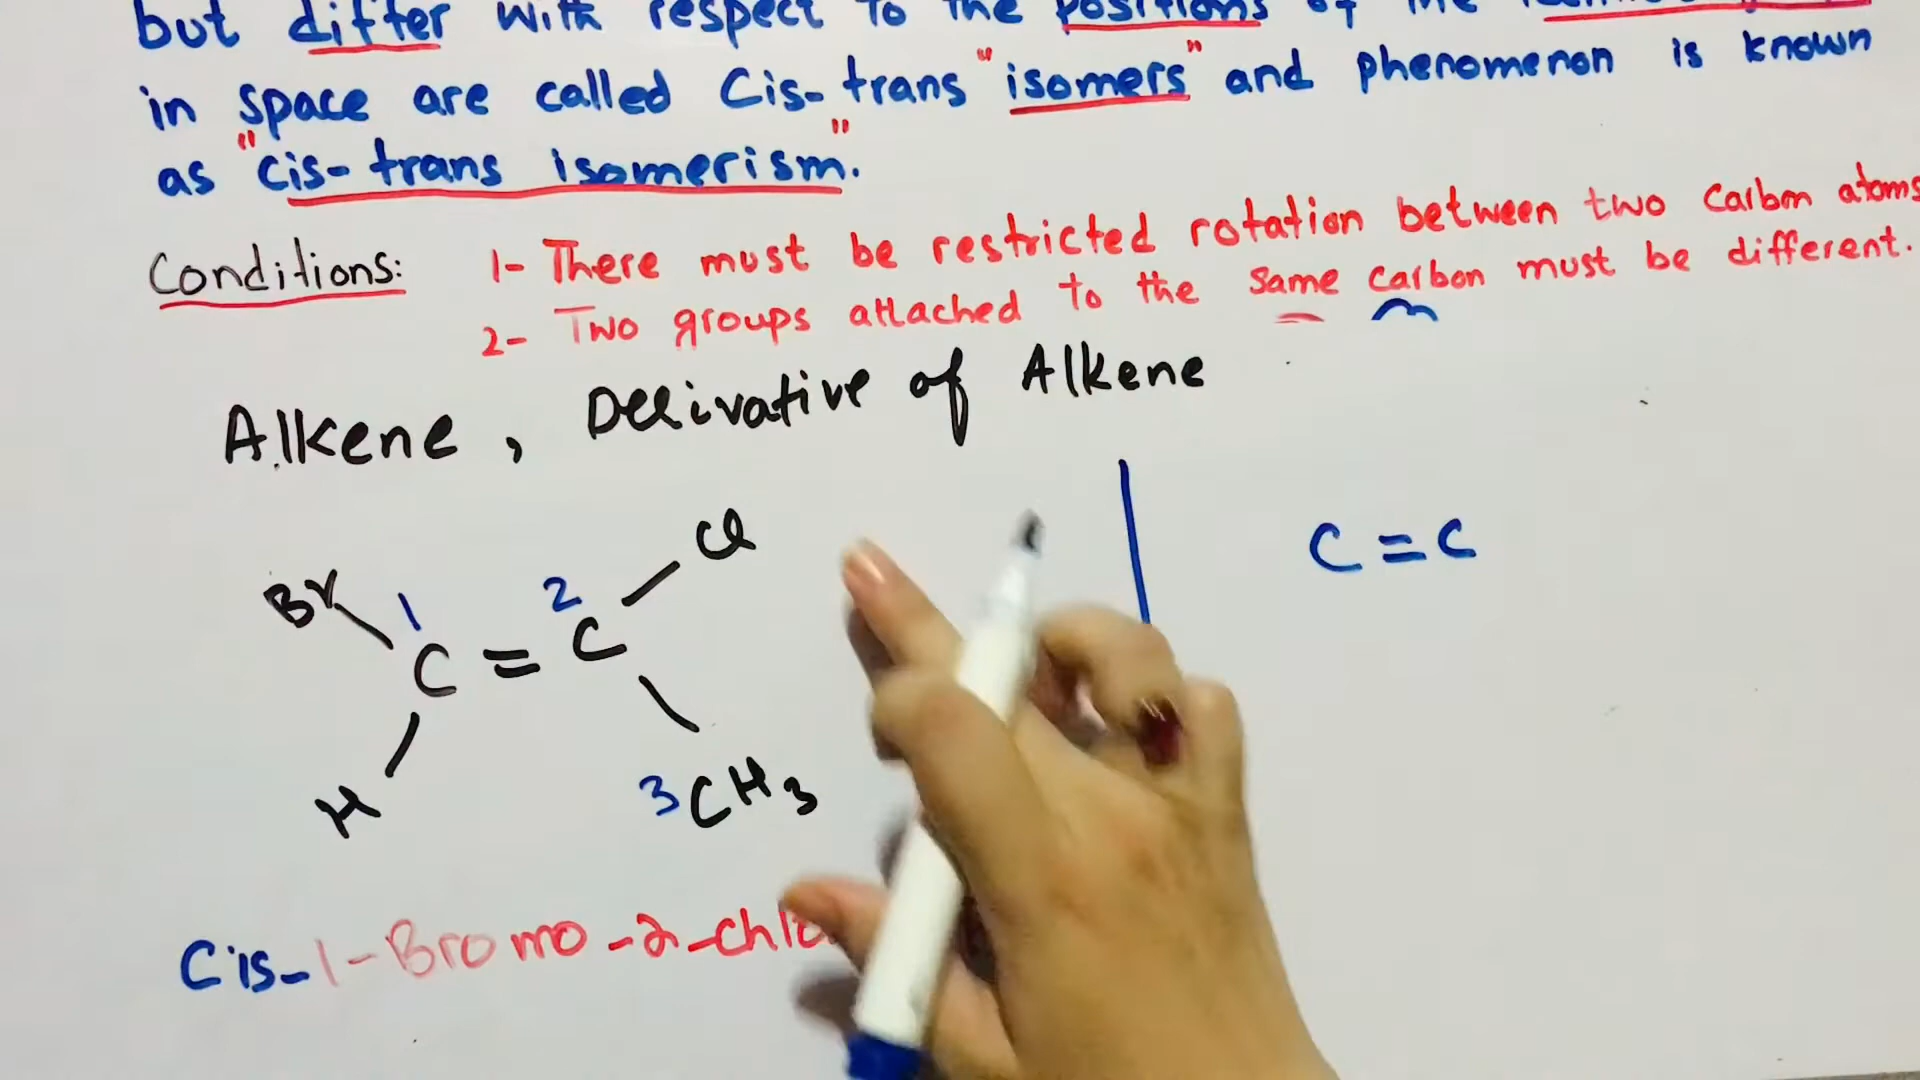 but differ with respect to the positions of the
in space are called Cis-trans "isomers" and phenomenon is known
as "cis-trans isomerism".
Conditions: 1- There must be restricted rotation between two carbon atoms
2- Two groups attached to the same carbon must be different.
Alkene, Derivative of Alkene
Cl
Br 1 2
C = C
C = C
H
3 CH3
Cis-1-Bromo-2-chlo